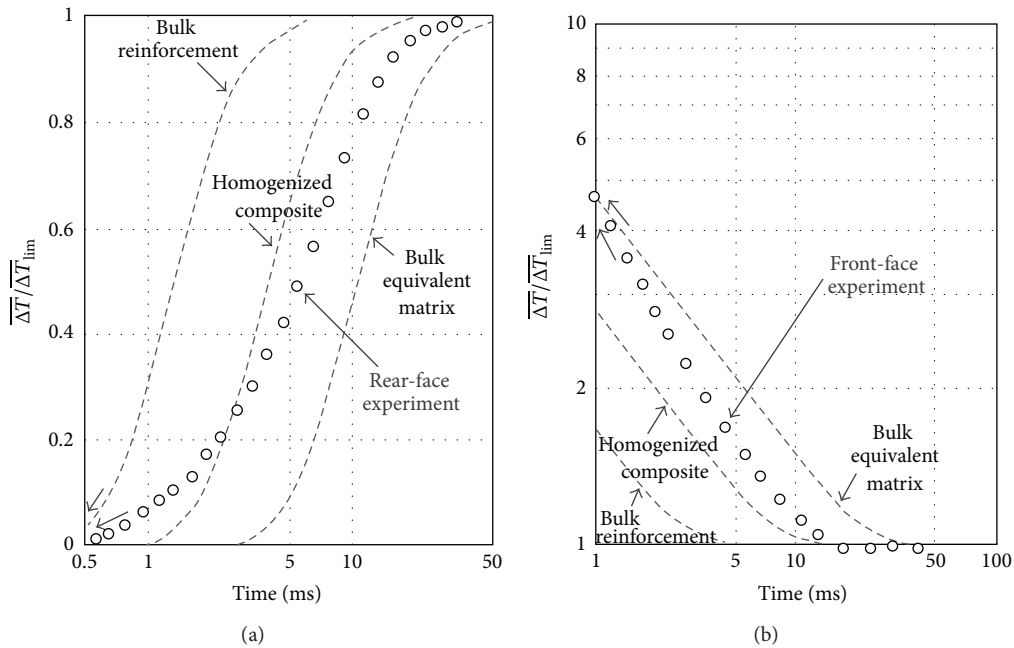 1
Bulk
reinforcement
0.8
Homogenized
composite
0.6
Bulk
equivalent
matrix
0.4
Rear-face
experiment
0.2
0
0.5
1
5
10
50
ΔT/ΔT_lim
Time (ms)
(a)
10
8
6
4
Front-face
experiment
2
Homogenized
composite
Bulk
equivalent
matrix
Bulk
reinforcement
1
1
5
10
50
100
ΔT/ΔT_lim
Time (ms)
(b)